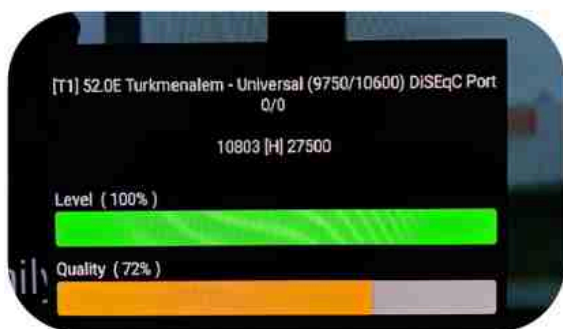 [T1] 52.0E Turkmenalem - Universal (9750/10600) DiSEqC Port
0/0
10803 [H] 27500
Level ( 100% )
Quality ( 72% )